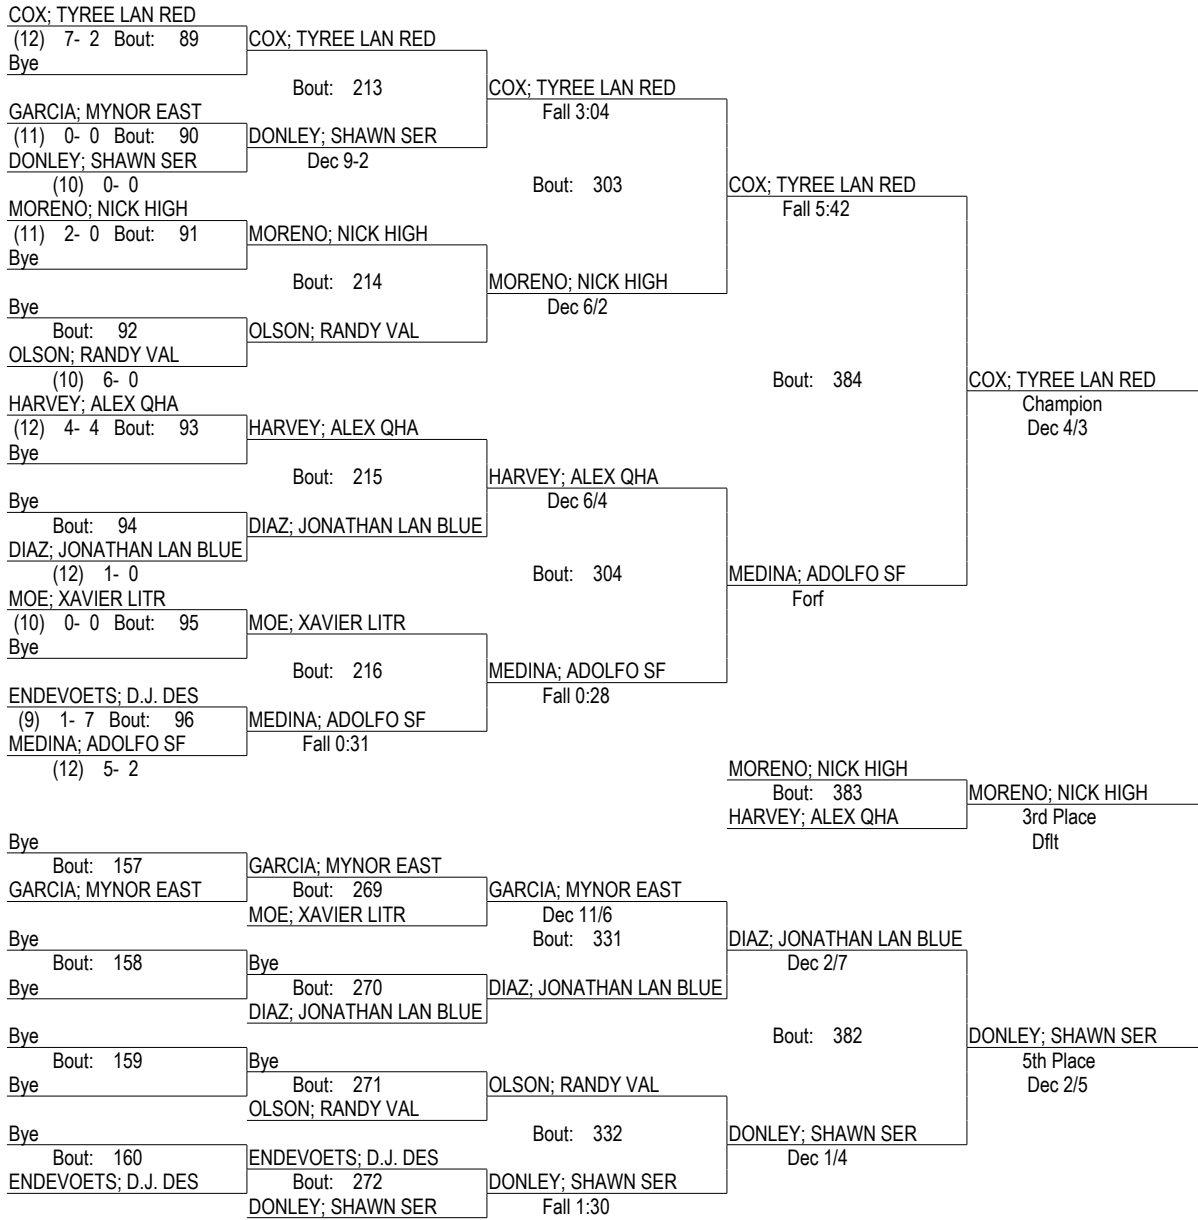 COX; TYREE LAN RED
(12) 7- 2 Bout: 89
Bye
COX; TYREE LAN RED
Bout: 213
COX; TYREE LAN RED
Fall 3:04
GARCIA; MYNOR EAST
(11) 0- 0 Bout: 90
DONLEY; SHAWN SER
(10) 0- 0
DONLEY; SHAWN SER
Dec 9-2
Bout: 303
COX; TYREE LAN RED
Fall 5:42
MORENO; NICK HIGH
(11) 2- 0 Bout: 91
Bye
MORENO; NICK HIGH
Bout: 214
MORENO; NICK HIGH
Dec 6/2
Bye
Bout: 92
OLSON; RANDY VAL
(10) 6- 0
OLSON; RANDY VAL
Bout: 384
COX; TYREE LAN RED
Champion
Dec 4/3
HARVEY; ALEX QHA
(12) 4- 4 Bout: 93
Bye
HARVEY; ALEX QHA
Bout: 215
HARVEY; ALEX QHA
Dec 6/4
Bye
Bout: 94
DIAZ; JONATHAN LAN BLUE
(12) 1- 0
DIAZ; JONATHAN LAN BLUE
Bout: 304
MEDINA; ADOLFO SF
Forf
MOE; XAVIER LITR
(10) 0- 0 Bout: 95
Bye
MOE; XAVIER LITR
Bout: 216
MEDINA; ADOLFO SF
Fall 0:28
ENDEVOETS; D.J. DES
(9) 1- 7 Bout: 96
MEDINA; ADOLFO SF
(12) 5- 2
MEDINA; ADOLFO SF
Fall 0:31
MORENO; NICK HIGH
Bout: 383
HARVEY; ALEX QHA
MORENO; NICK HIGH
3rd Place
Dflt
Bye
Bout: 157
GARCIA; MYNOR EAST
GARCIA; MYNOR EAST
Bout: 269
MOE; XAVIER LITR
GARCIA; MYNOR EAST
Dec 11/6
Bout: 331
DIAZ; JONATHAN LAN BLUE
Dec 2/7
Bye
Bout: 158
Bye
Bye
Bout: 270
DIAZ; JONATHAN LAN BLUE
DIAZ; JONATHAN LAN BLUE
Bout: 382
DONLEY; SHAWN SER
5th Place
Dec 2/5
Bye
Bout: 159
Bye
Bye
Bout: 271
OLSON; RANDY VAL
OLSON; RANDY VAL
Bout: 332
DONLEY; SHAWN SER
Dec 1/4
Bye
Bout: 160
ENDEVOETS; D.J. DES
ENDEVOETS; D.J. DES
Bout: 272
DONLEY; SHAWN SER
DONLEY; SHAWN SER
Fall 1:30